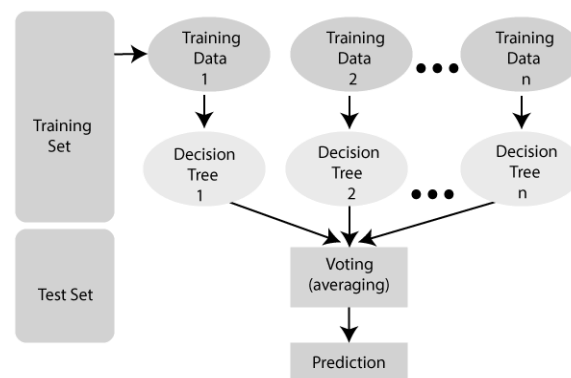 Training
Set
Test Set
Training
Data
1
Training
Data
2
Training
Data
n
Decision
Tree
1
Decision
Tree
2
Decision
Tree
n
Voting
(averaging)
Prediction